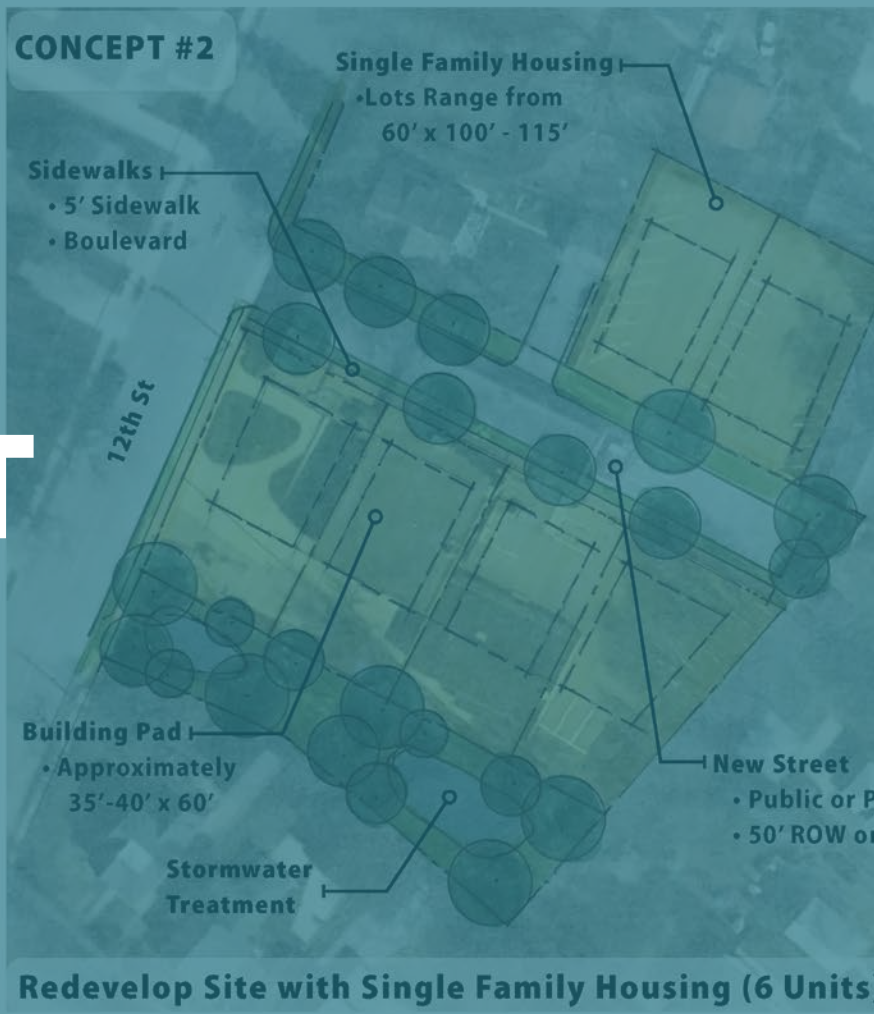 CONCEPT #2
Single Family Housing
•Lots Range from
60’ x 100’ - 115’
Sidewalks
• 5’ Sidewalk
• Boulevard
12th St
Building Pad
• Approximately
35’-40’ x 60’
New Street
• Public or P
• 50’ ROW or
Stormwater
Treatment
Redevelop Site with Single Family Housing (6 Units